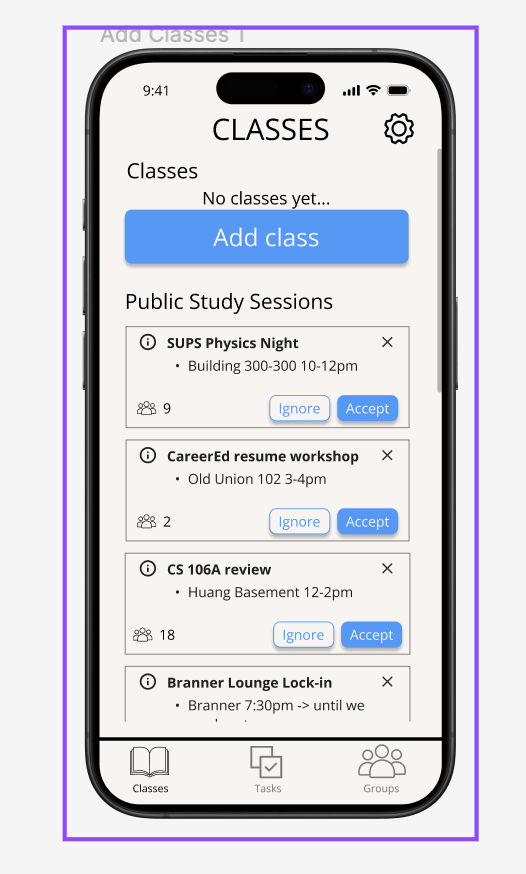 Add Classes 1
9:41
CLASSES
Classes
No classes yet...
Add class
Public Study Sessions
SUPS Physics Night
• Building 300-300 10-12pm
9
Ignore
Accept
CareerEd resume workshop
• Old Union 102 3-4pm
2
Ignore
Accept
CS 106A review
• Huang Basement 12-2pm
18
Ignore
Accept
Branner Lounge Lock-in
• Branner 7:30pm -> until we
Classes
Tasks
Groups